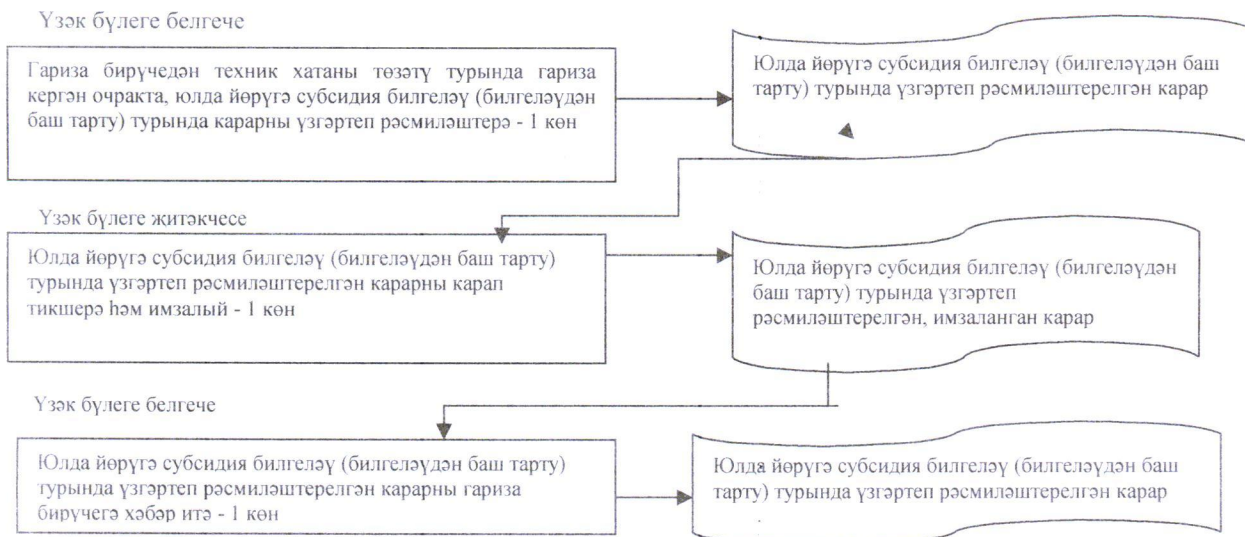 Үзәк бүлеге белгече
Гариза бирүчедән техник хатаны төзәтү турында гариза
кергән очракта, юлда йөрүгә субсидия билгеләү (билгеләүдән
баш тарту) турында карарны үзгәртеп рәсмиләштерә - 1 көн
Юлда йөрүгә субсидия билгеләү (билгеләүдән баш
тарту) турында үзгәртеп рәсмиләштерелгән карар
Үзәк бүлеге җитәкчесе
Юлда йөрүгә субсидия билгеләү (билгеләүдән баш тарту)
турында үзгәртеп рәсмиләштерелгән карарны карап
тикшерә һәм имзалый - 1 көн
Юлда йөрүгә субсидия билгеләү (билгеләүдән
баш тарту) турында үзгәртеп
рәсмиләштерелгән, имзаланган карар
Үзәк бүлеге белгече
Юлда йөрүгә субсидия билгеләү (билгеләүдән баш тарту)
турында үзгәртеп рәсмиләштерелгән карарны гариза
бирүчегә хәбәр итә - 1 көн
Юлда йөрүгә субсидия билгеләү (билгеләүдән баш
тарту) турында үзгәртеп рәсмиләштерелгән карар